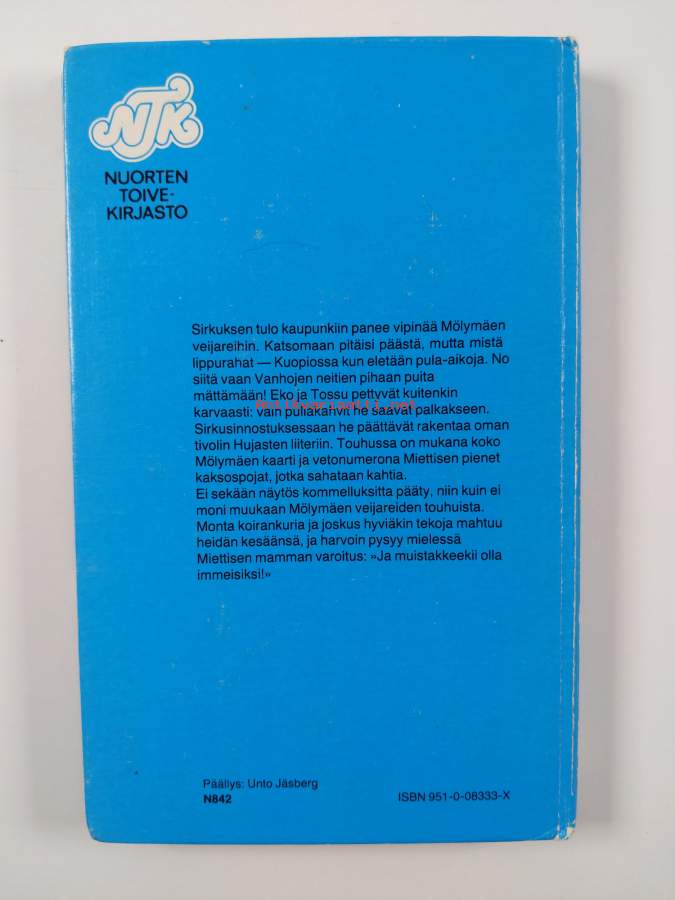 NTK
NUORTEN
TOIVE-
KIRJASTO
Sirkuksen tulo kaupunkiin panee vipinää Mölymäen
veijareihin. Katsomaan pitäisi päästä, mutta mistä
lippurahat — Kuopiossa kun eletään pula-aikoja. No
siitä vaan Vanhojen neitien pihaan puita
mättämään! Eko ja Tossu pettyvät kuitenkin
karvaasti: vain pullakahvit he saavat palkakseen.
Antikvariaatti.net
Sirkusinnostuksessaan he päättävät rakentaa oman
tivolin Hujasten liiteriin. Touhussa on mukana koko
Mölymäen kaarti ja vetonumerona Miettisen pienet
kaksospojat, jotka sahataan kahtia.
Ei sekään näytös kommelluksitta pääty, niin kuin ei
moni muukaan Mölymäen veijareiden touhuista.
Monta koirankuria ja joskus hyviäkin tekoja mahtuu
heidän kesäänsä, ja harvoin pysyy mielessä
Miettisen mamman varoitus: »Ja muistakkeekii olla
immeisiksi!»
Päällys: Unto Jäsberg
N842
ISBN 951-0-08333-X